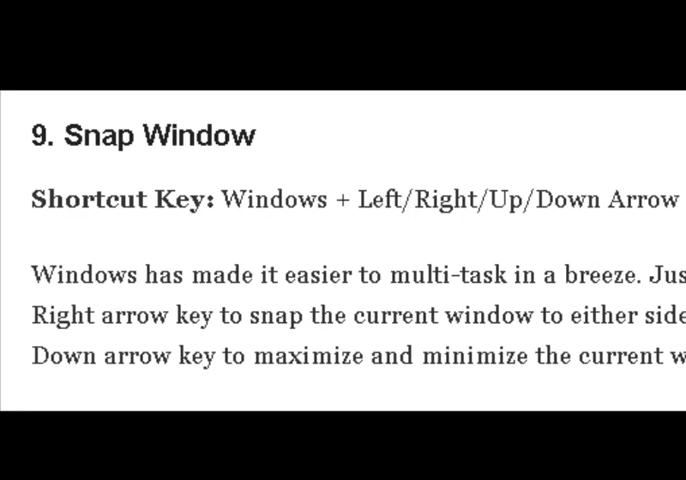 9. Snap Window
Shortcut Key: Windows + Left/Right/Up/Down Arrow
Windows has made it easier to multi-task in a breeze. Jus
Right arrow key to snap the current window to either side
Down arrow key to maximize and minimize the current w